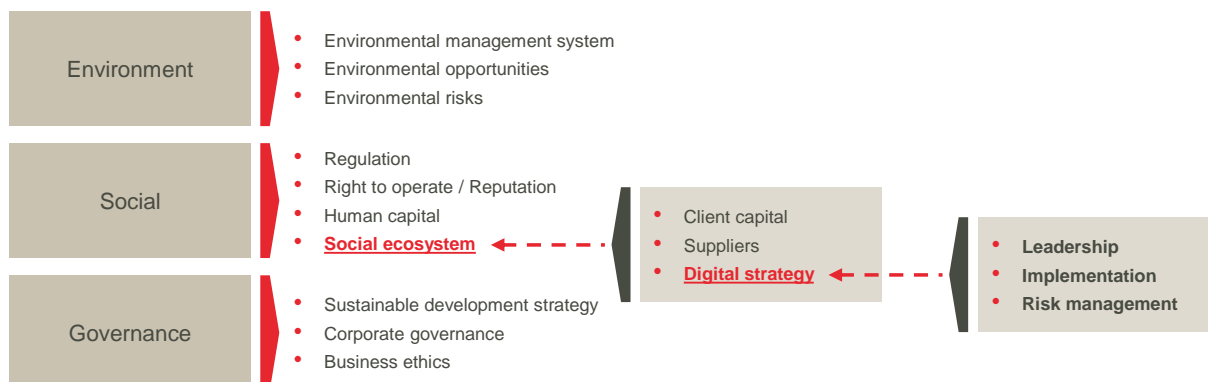 Environment
• Environmental management system
• Environmental opportunities
• Environmental risks
Social
• Regulation
• Right to operate / Reputation
• Human capital
• Social ecosystem
• Client capital
• Suppliers
• Digital strategy
• Leadership
• Implementation
• Risk management
Governance
• Sustainable development strategy
• Corporate governance
• Business ethics